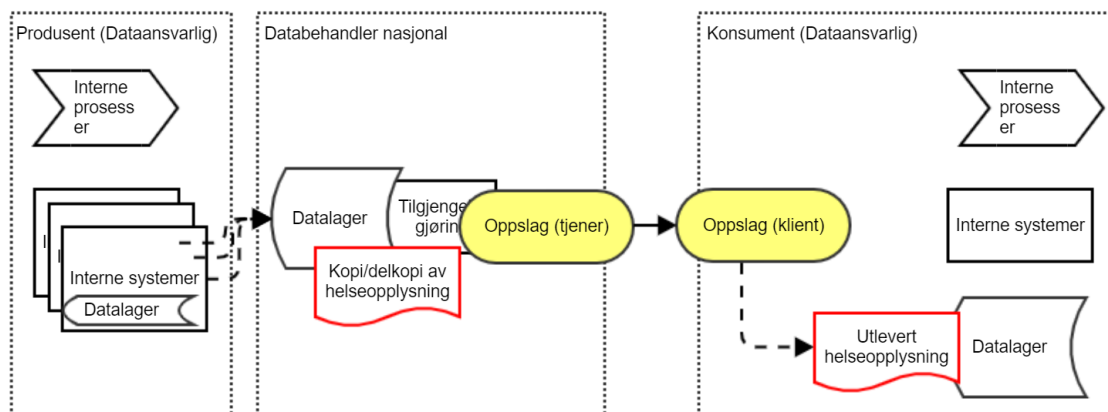 Produsent (Dataansvarlig)
Databehandler nasjonal
Konsument (Dataansvarlig)
Interne
prosess
er
Interne
prosess
er
Datalager
Oppslag (tjener)
Oppslag (klient)
Interne systemer
Interne systemer
Datalager
Kopi/delkopi av
helseopplysning
Utlevert
helseopplysning
Datalager